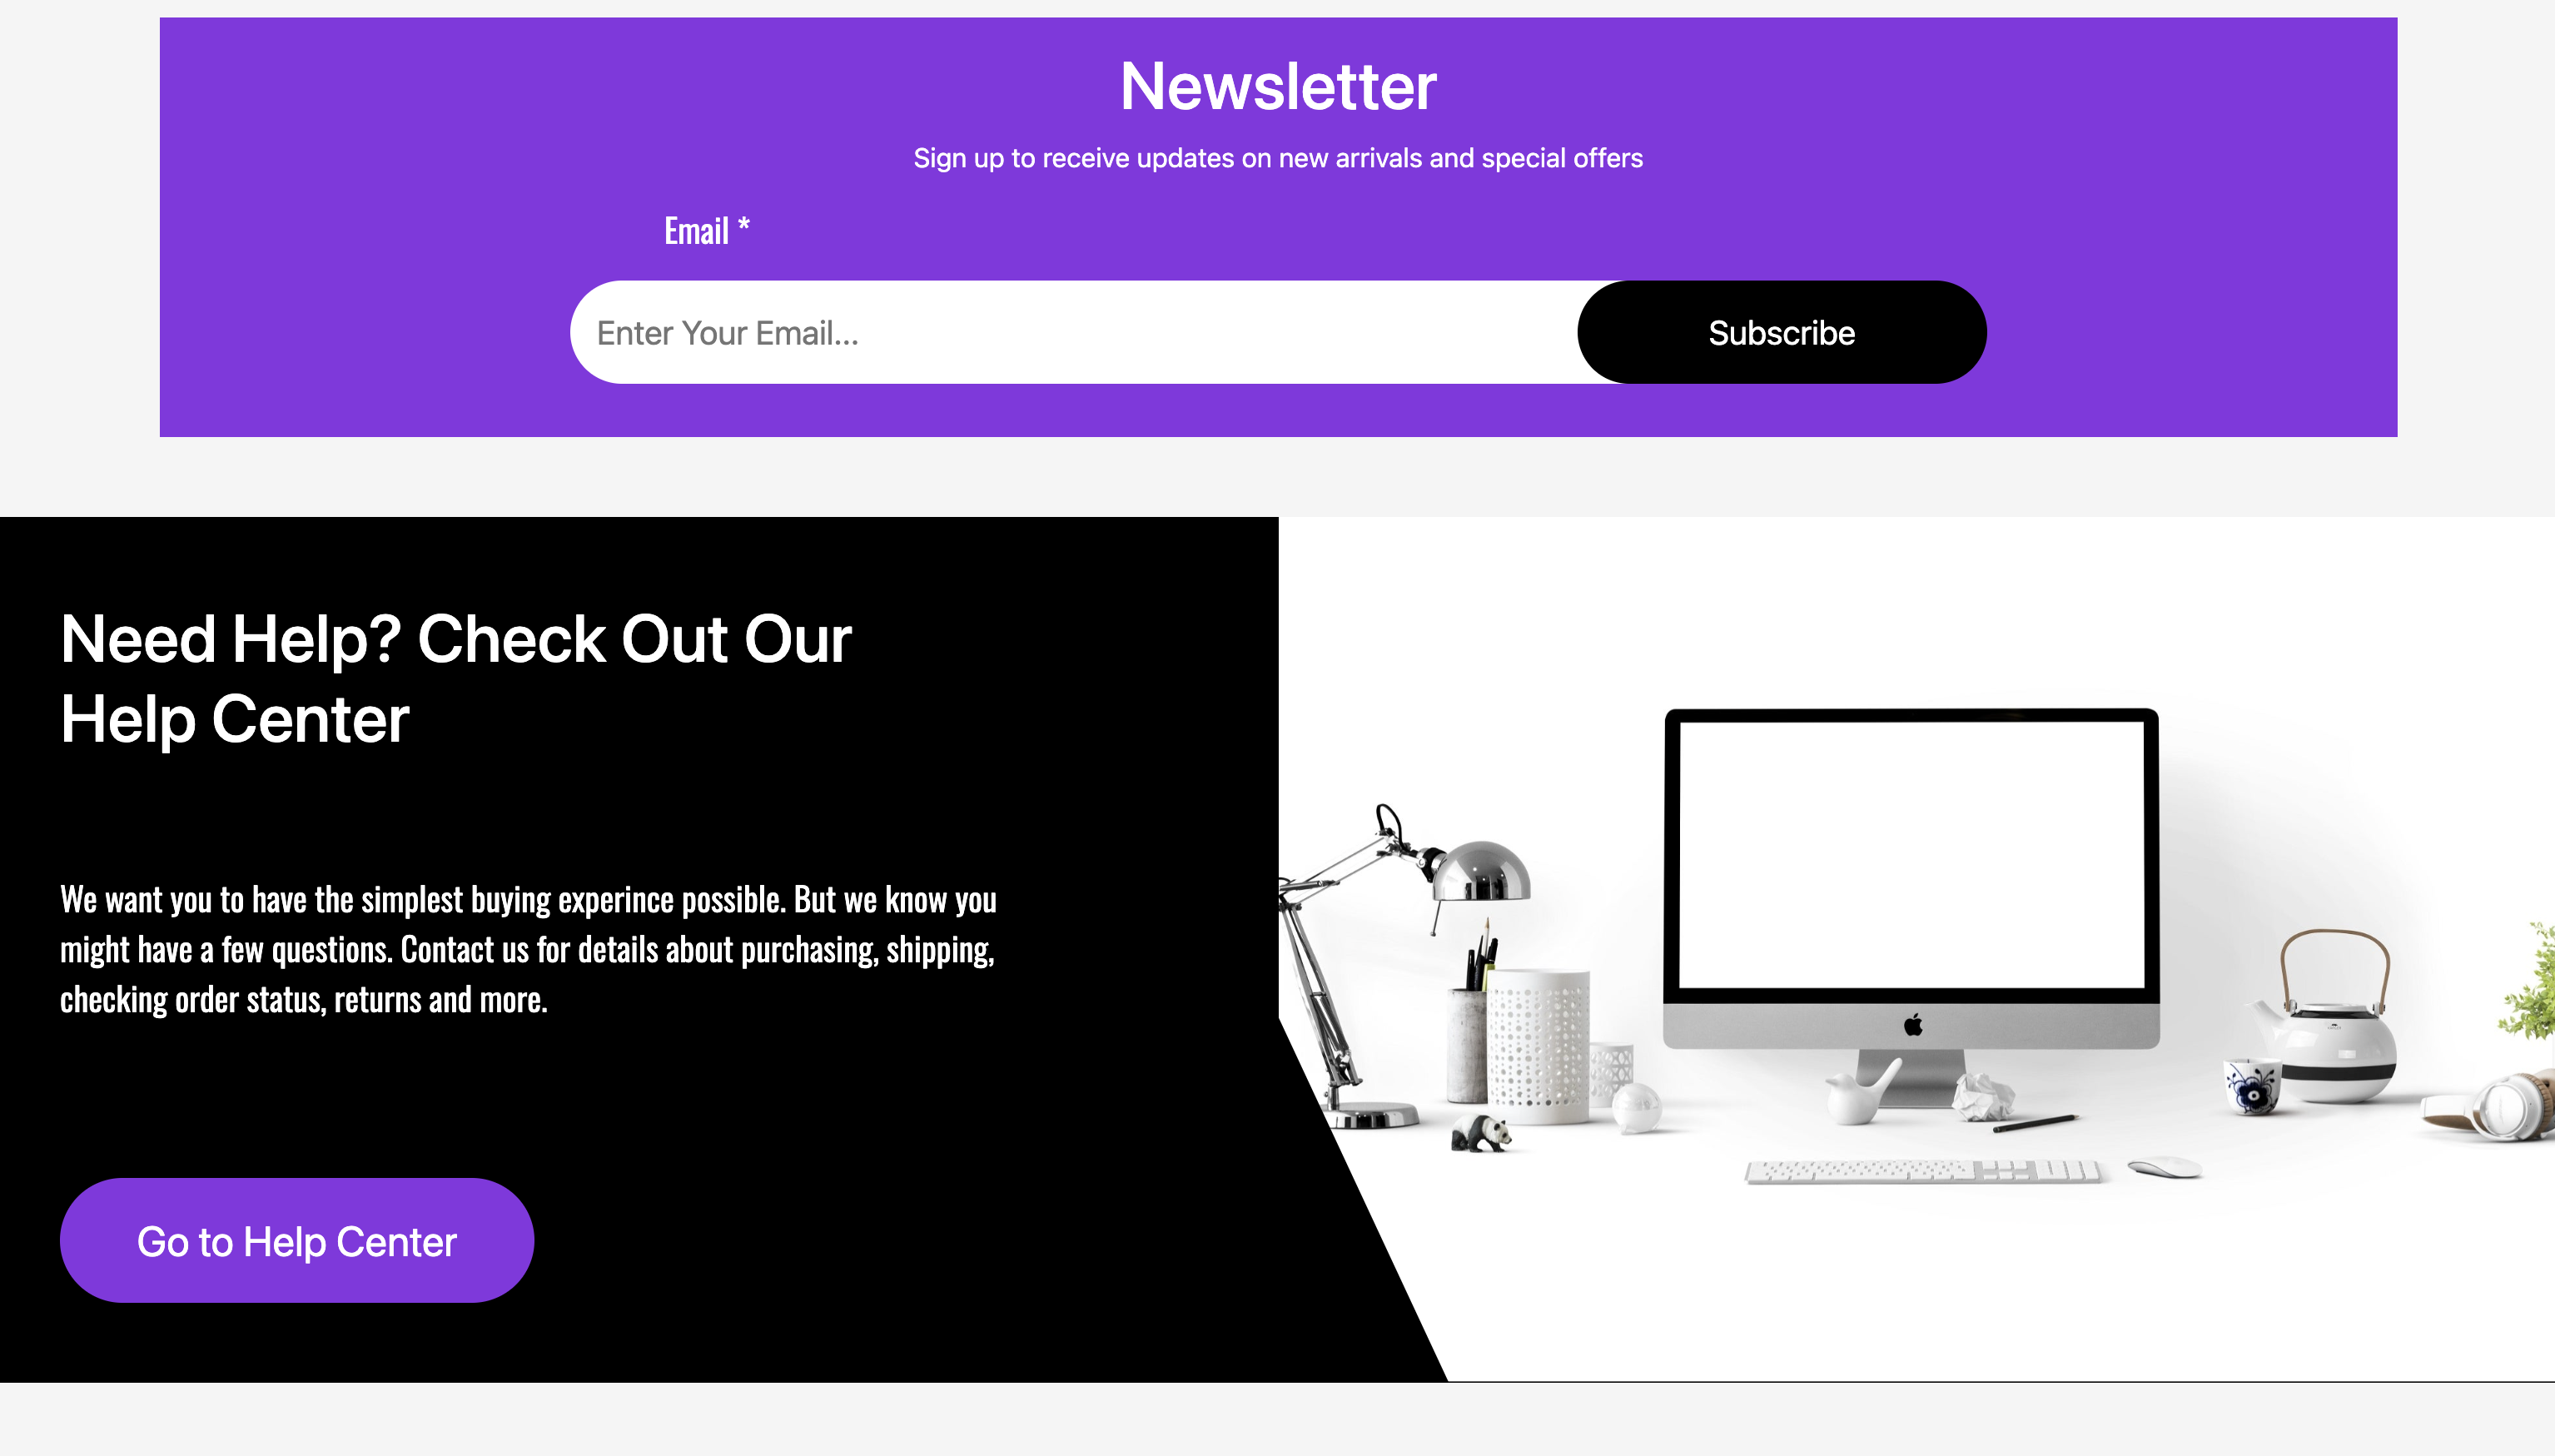 Newsletter
Sign up to receive updates on new arrivals and special offers
Email *
Enter Your Email...
Subscribe
Need Help? Check Out Our
Help Center
We want you to have the simplest buying experince possible. But we know you
might have a few questions. Contact us for details about purchasing, shipping,
checking order status, returns and more.
Go to Help Center